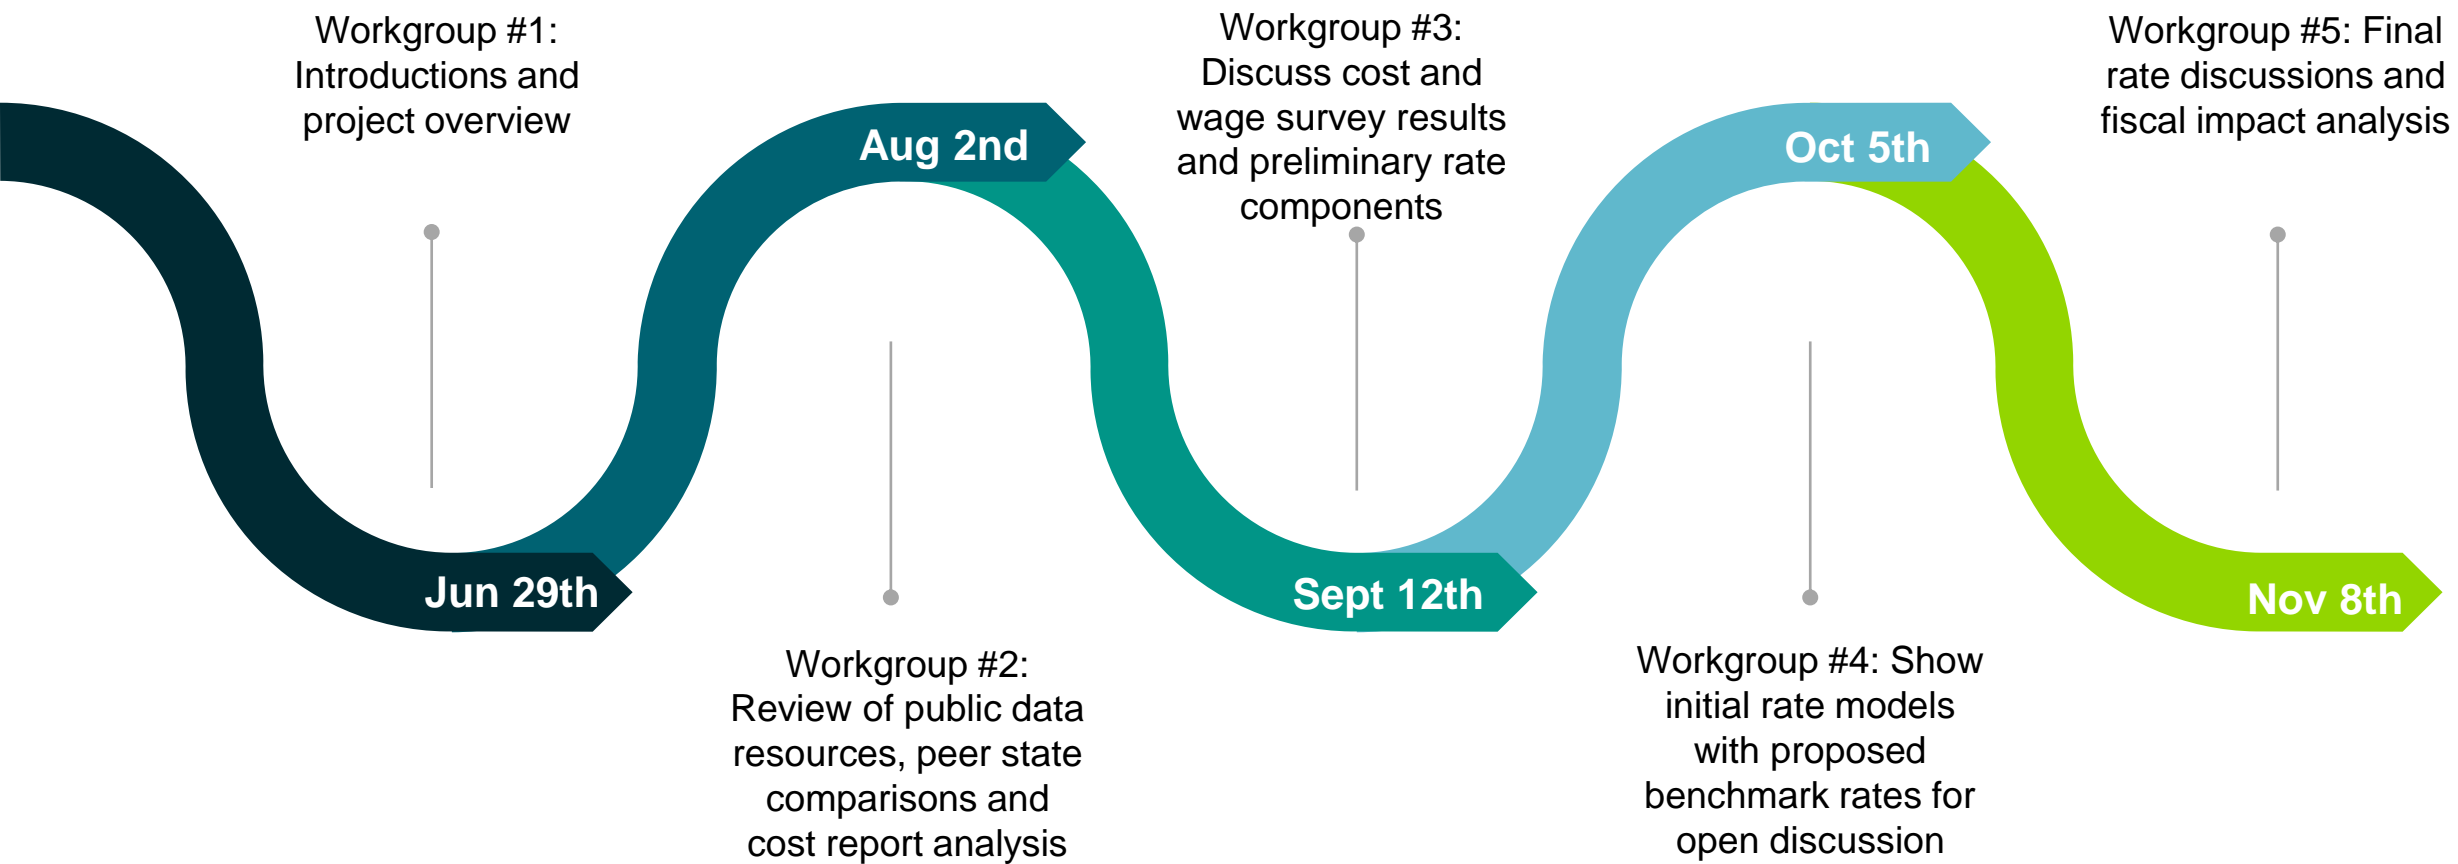 Workgroup #1:
Introductions and
project overview
Jun 29th
Aug 2nd
Workgroup #2:
Review of public data
resources, peer state
comparisons and
cost report analysis
Workgroup #3:
Discuss cost and
wage survey results
and preliminary rate
components
Sept 12th
Oct 5th
Workgroup #4: Show
initial rate models
with proposed
benchmark rates for
open discussion
Workgroup #5: Final
rate discussions and
fiscal impact analysis
Nov 8th